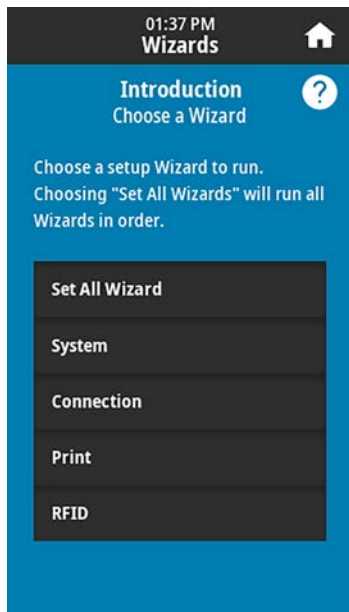 01:37 PM
Wizards
Introduction
?
Choose a Wizard
Choose a setup Wizard to run.
Choosing "Set All Wizards" will run all
Wizards in order.
Set All Wizard
System
Connection
Print
RFID